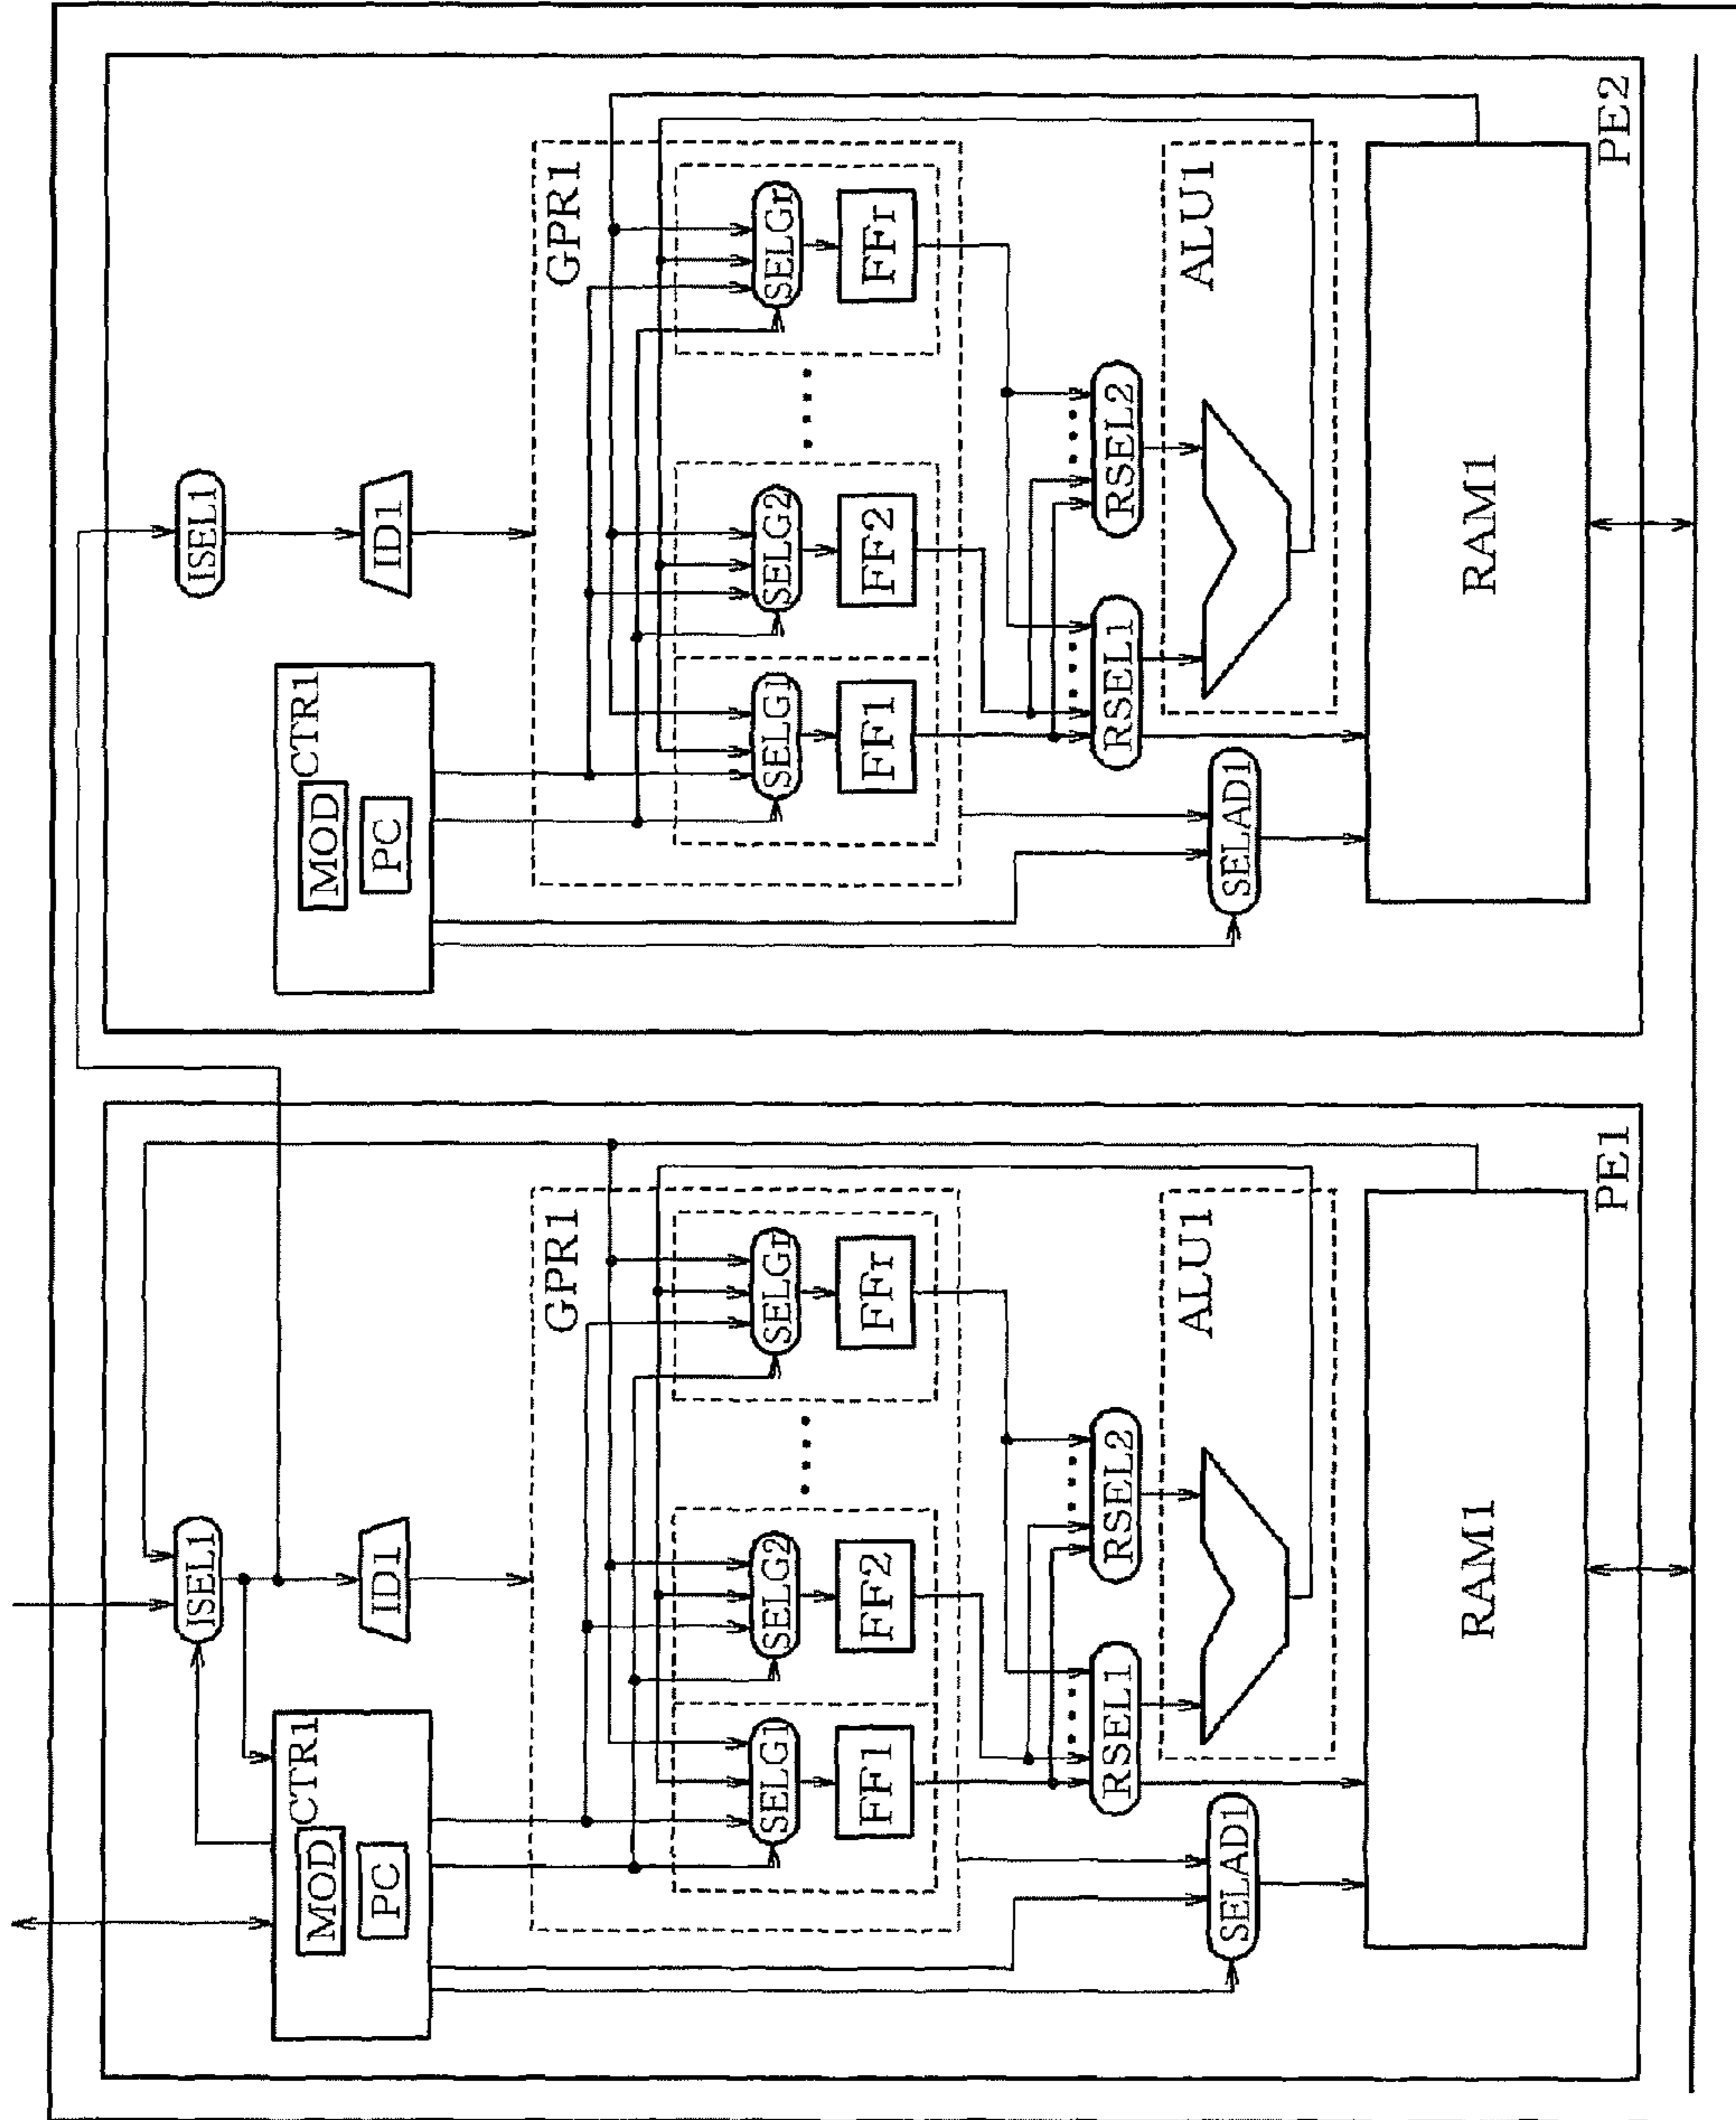 ISEL1
CTR1
MOD
PC
ID1
GPR1
SELG1
SELG2
SELGr
FF1
FF2
FFr
RSEL1
RSEL2
SELAD1
ALU1
RAM1
PE1
ISEL1
CTR1
MOD
PC
ID1
GPR1
SELG1
SELG2
SELGr
FF1
FF2
FFr
RSEL1
RSEL2
SELAD1
ALU1
RAM1
PE2